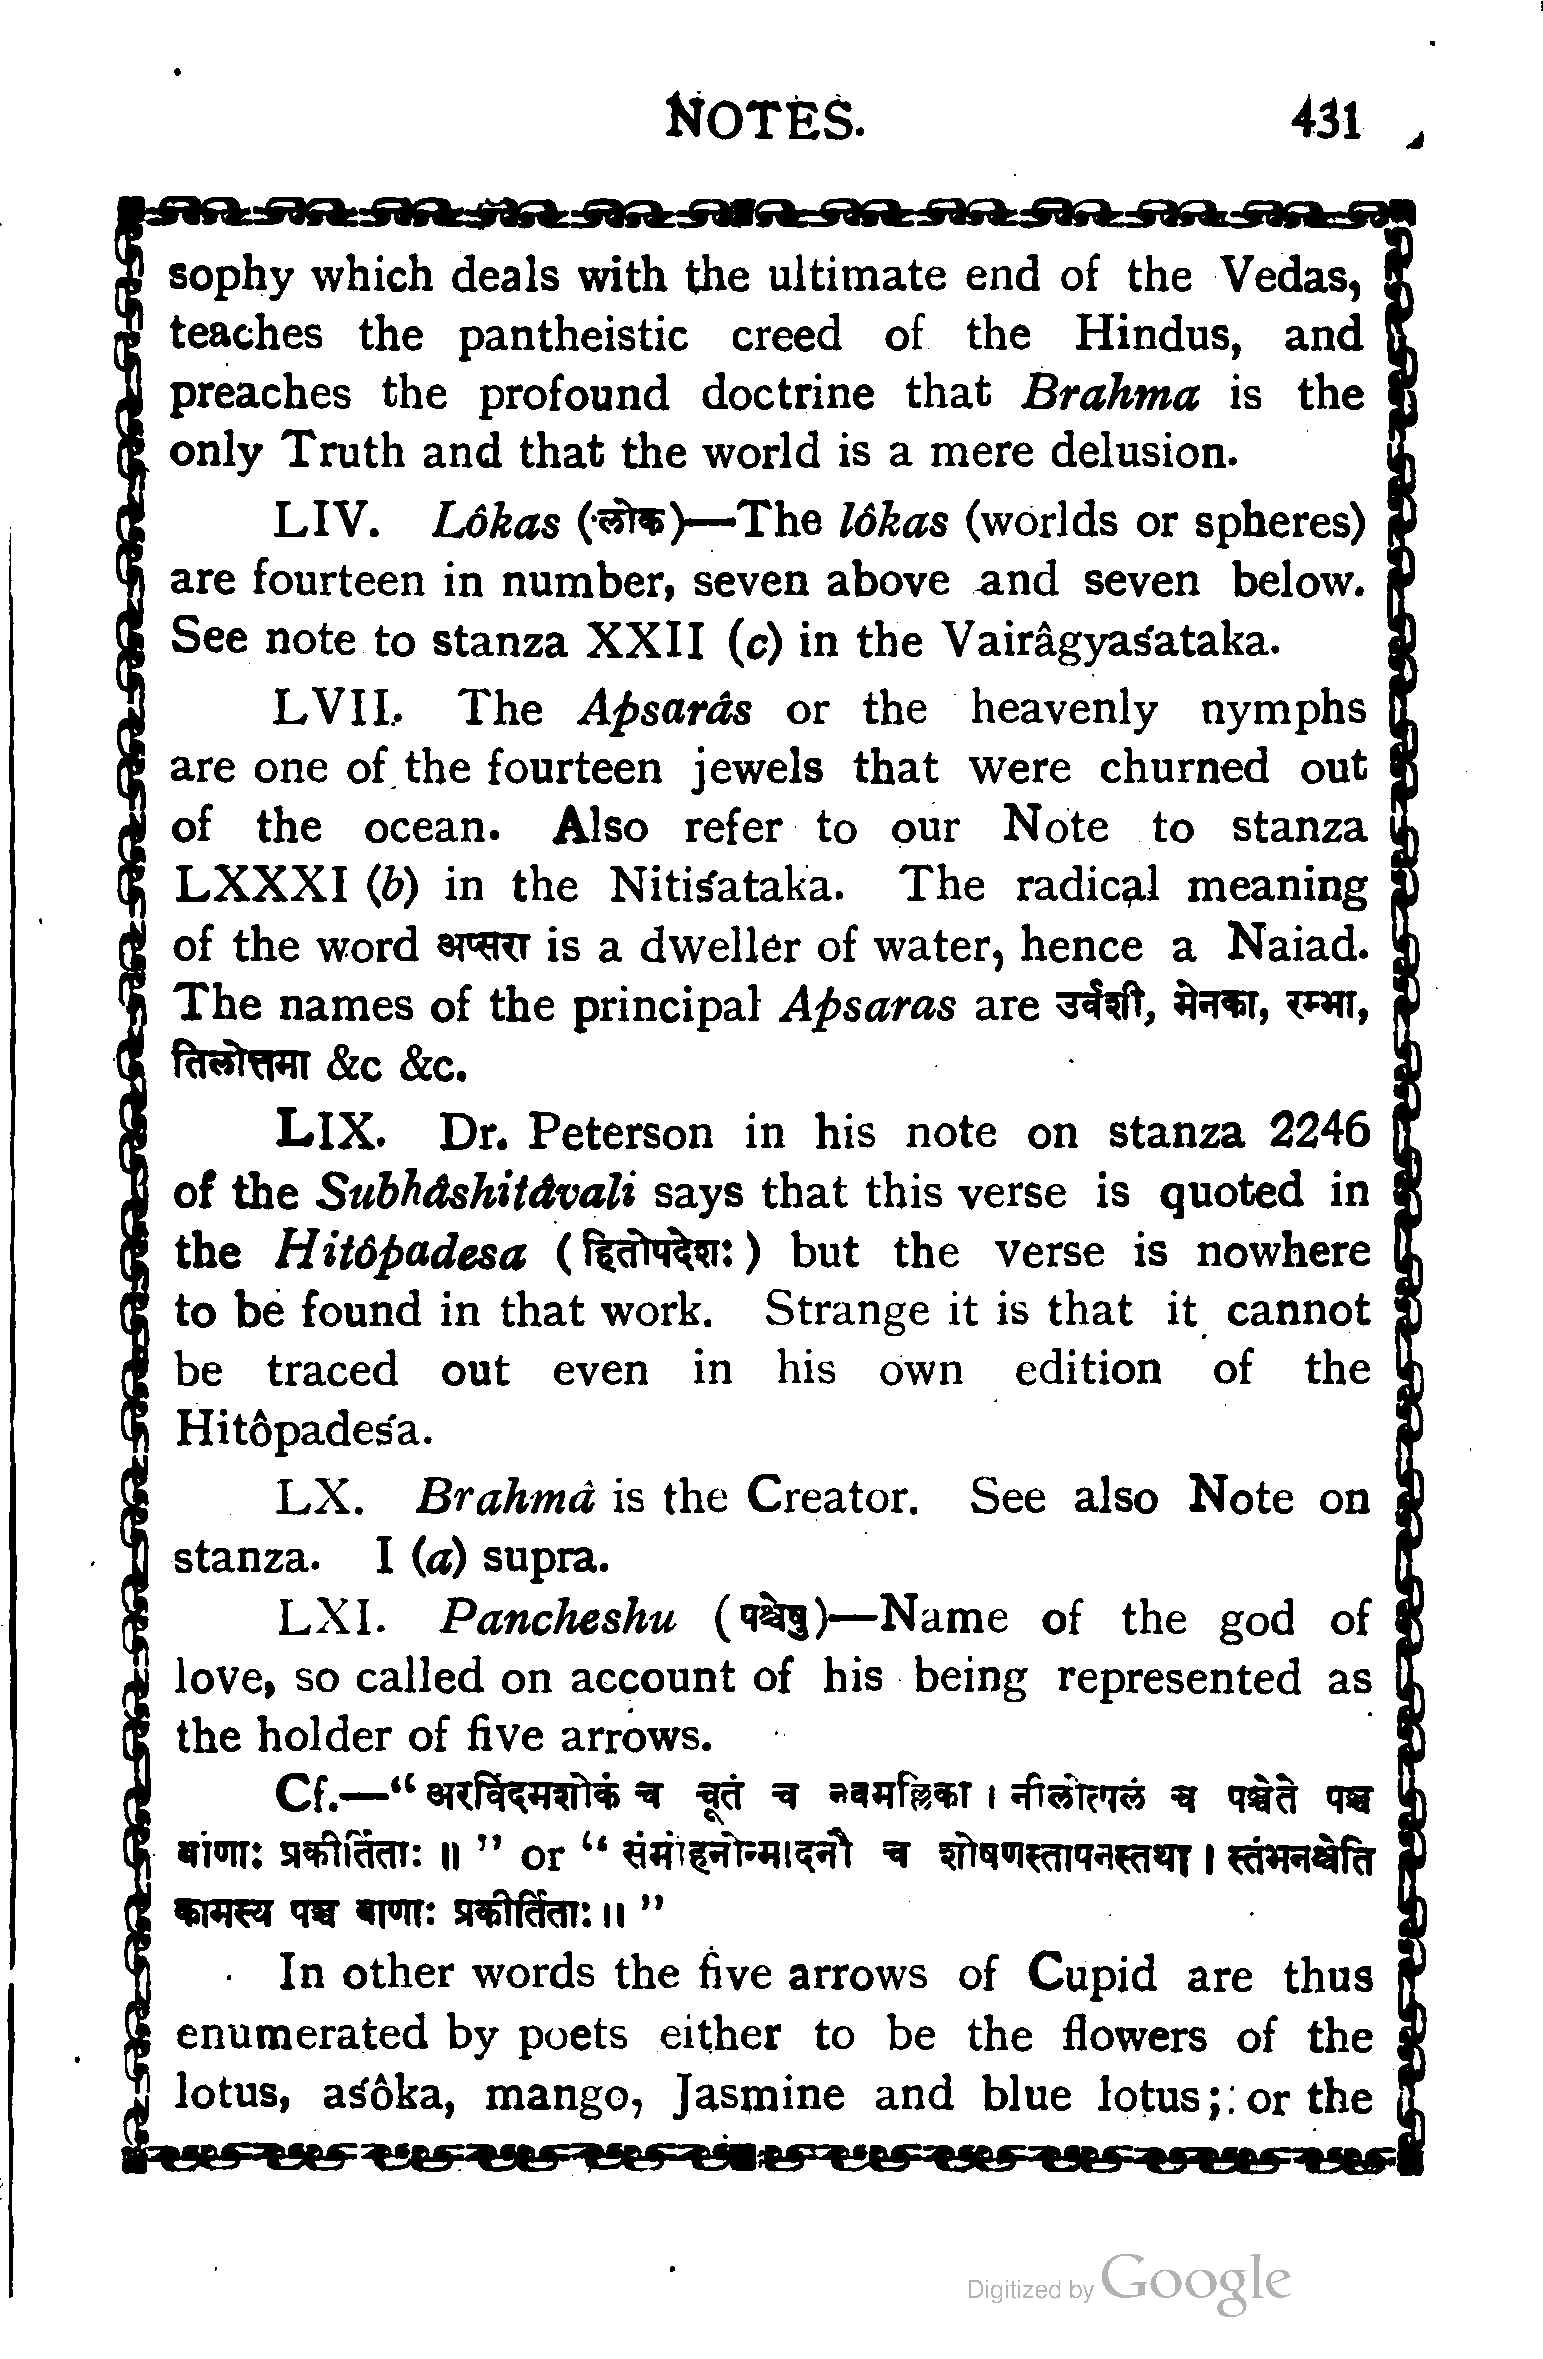 NOTES. 431
sophy which deals with the ultimate end of the Vedas,
teaches the pantheistic creed of the Hindus, and
preaches the profound doctrine that Brahma is the
only Truth and that the world is a mere delusion.
LIV. Lôkas (लोक)—The lôkas (worlds or spheres)
are fourteen in number, seven above and seven below.
See note to stanza XXII (c) in the Vairâgyaśataka.
LVII. The Apsarâs or the heavenly nymphs
are one of the fourteen jewels that were churned out
of the ocean. Also refer to our Note to stanza
LXXXI (b) in the Nitiśataka. The radical meaning
of the word अप्सरा is a dweller of water, hence a Naiad.
The names of the principal Apsaras are उर्वशी, मेनका, रम्भा,
तिलोत्तमा &c &c.
LIX. Dr. Peterson in his note on stanza 2246
of the Subhâshitâvali says that this verse is quoted in
the Hitôpadesa (हितोपदेशः) but the verse is nowhere
to be found in that work. Strange it is that it cannot
be traced out even in his own edition of the
Hitôpadeśa.
LX. Brahmâ is the Creator. See also Note on
stanza. I (a) supra.
LXI. Pancheshu (पञ्चेषु)—Name of the god of
love, so called on account of his being represented as
the holder of five arrows.
Cf.—“अरविंदमशोकं च चूतं च नवमल्लिका । नीलोत्पलं च पञ्चैते पञ्च
बाणाः प्रकीर्तिताः ॥ ” or “ संमोहनोन्मादनौ च शोषणस्तापनस्तथा । स्तंभनश्चेति
कामस्य पञ्च बाणाः प्रकीर्तिताः ॥ ”
In other words the five arrows of Cupid are thus
enumerated by poets either to be the flowers of the
lotus, aśôka, mango, Jasmine and blue lotus; or the
Digitized by Google